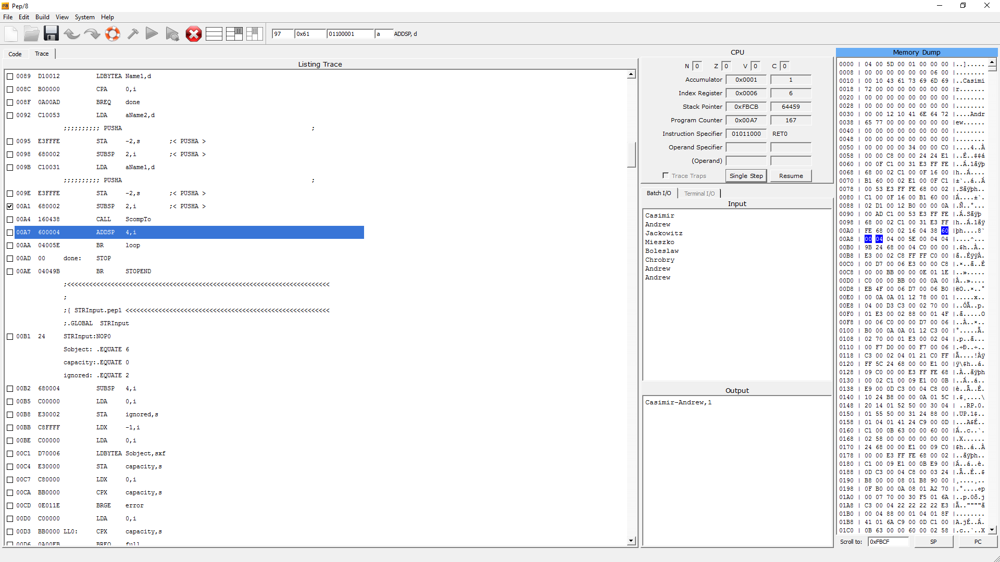 Pep/8
File Edit Build View System Help
97 0x61 01100001 a ADDSP, d
Code Trace
Listing Trace
0089 D10012 LDBYTEA Name1,d
008C B00000 CPA 0,i
008F 0A00AD BREQ done
0092 C10053 LDA aName2,d
;;;;;;;;;; PUSHA ;
0095 E3FFFE STA -2,s ;< PUSHA >
0098 680002 SUBSP 2,i ;< PUSHA >
009B C10031 LDA aName1,d
;;;;;;;;;; PUSHA ;
009E E3FFFE STA -2,s ;< PUSHA >
00A1 680002 SUBSP 2,i ;< PUSHA >
00A4 160438 CALL ScompTo
00A7 600004 ADDSP 4,i
00AA 04005E BR loop
00AD 00 done: STOP
00AE 04049B BR STOPEND
;<<<<<<<<<<<<<<<<<<<<<<<<<<<<<<<<<<<<<<<<<<<<<<<<<<<<<<<<<<<<<<<<<<<<<<<<
;
;{ STRInput.pep1 <<<<<<<<<<<<<<<<<<<<<<<<<<<<<<<<<<<<<<<<<<<<<<<<<<<<<<<<
;.GLOBAL STRInput
00B1 24 STRInput:NOP0
Sobject: .EQUATE 6
capacity:.EQUATE 0
ignored: .EQUATE 2
00B2 680004 SUBSP 4,i
00B5 C00000 LDA 0,i
00B8 E30002 STA ignored,s
00BB C8FFFF LDX -1,i
00BE C00000 LDA 0,i
00C1 D70006 LDBYTEA Sobject,sxf
00C4 E30000 STA capacity,s
00C7 C80000 LDX 0,i
00CA BB0000 CPX capacity,s
00CD 0E011E BRGE error
00D0 C00000 LDA 0,i
00D3 BB0000 LL0: CPX capacity,s
00D6 0A00EB BREQ full
CPU
N 0 Z 0 V 0 C 0
Accumulator 0x0001 1
Index Register 0x0006 6
Stack Pointer 0xFBCB 64459
Program Counter 0x00A7 167
Instruction Specifier 01011000 RET0
Operand Specifier
(Operand)
Trace Traps Single Step Resume
Batch I/O Terminal I/O
Input
Casimir
Andrew
Jackowitz
Mieszko
Boleslaw
Chrobry
Andrew
Andrew
Output
Casimir-Andrew,1
Memory Dump
0000 | 04 00 5D 00 01 00 00 00 |..].....
0008 | 00 00 00 00 00 00 06 00 |........
0010 | 00 10 43 61 73 69 6D 69 |..Casimi
0018 | 72 00 00 00 00 00 00 00 |r.......
0020 | 00 00 00 00 00 00 00 00 |........
0028 | 00 00 00 00 00 00 00 00 |........
0030 | 00 00 12 10 41 6E 64 72 |....Andr
0038 | 65 77 00 00 00 00 00 00 |ew......
0040 | 00 00 00 00 00 00 00 00 |........
0048 | 00 00 00 00 00 00 00 00 |........
0050 | 00 00 00 00 34 00 00 C0 |....4..À
0058 | 00 00 C8 00 00 24 24 E1 |..È..$$á
0060 | 00 0F C1 00 31 E3 FF FE |..Á.1ãÿþ
0068 | 68 00 02 C1 00 0F 16 00 |h..Á....
0070 | B1 60 00 02 E1 00 0F C1 |±`..á..Á
0078 | 00 53 E3 FF FE 68 00 02 |.Sãÿþh..
0080 | C1 00 0F 16 00 B1 60 00 |Á....±`.
0088 | 02 D1 00 12 B0 00 00 0A |.Ñ..°...
0090 | 00 AD C1 00 53 E3 FF FE |.­Á.Sãÿþ
0098 | 68 00 02 C1 00 31 E3 FF |h..Á.1ãÿ
00A0 | FE 68 00 02 16 04 38 60 |þh....8`
00A8 | 00 04 04 00 5E 00 04 04 |....^...
00B0 | 9B 24 68 00 04 C0 00 00 |.$h..À..
00B8 | E3 00 02 C8 FF FF C0 00 |ã..ÈÿÿÀ.
00C0 | 00 D7 00 06 E3 00 00 C8 |.×..ã..È
00C8 | 00 00 BB 00 00 0E 01 1E |..».....
00D0 | C0 00 00 BB 00 00 0A 00 |À..»....
00D8 | EB 4F 00 06 D7 00 06 B0 |ëO..×..°
00E0 | 00 0A 0A 01 12 78 00 01 |.....x..
00E8 | 04 00 D3 C3 00 02 70 00 |..ÓÃ..p.
00F0 | 01 E3 00 02 88 00 01 4F |.ã.....O
00F8 | 00 06 C0 00 00 D7 00 06 |..À..×..
0100 | B0 00 0A 0A 01 12 C3 00 |°.....Ã.
0108 | 02 70 00 01 E3 00 02 04 |.p..ã...
0110 | 00 F7 D0 00 00 F7 00 06 |.÷Ð..÷..
0118 | C3 00 02 04 01 21 C0 FF |Ã....!Àÿ
0120 | FF 5C 24 68 00 00 E1 00 |ÿ\$h..á.
0128 | 09 C0 00 00 E3 FF FE 68 |.À..ãÿþh
0130 | 00 02 C1 00 09 E1 00 0B |..Á..á..
0138 | E9 00 0D C3 00 04 C8 00 |é..Ã..È.
0140 | 10 24 B8 00 00 0A 01 5C |.$¸....\
0148 | 20 14 01 52 50 00 30 04 | ..RP.0.
0150 | 01 55 50 00 31 24 88 00 |.UP.1$..
0158 | 01 04 01 41 24 C9 00 0D |...A$É..
0160 | C1 00 0B 63 00 00 60 00 |Á..c..`.
0168 | 02 58 00 00 00 00 00 00 |.X......
0170 | 24 68 00 00 E1 00 09 C0 |$h..á..À
0178 | 00 00 E3 FF FE 68 00 02 |..ãÿþh..
0180 | C1 00 09 E1 00 0B E9 00 |Á..á..é.
0188 | 0D C3 00 04 C8 00 03 24 |.Ã..È..$
0190 | B8 00 00 08 01 B8 90 00 |¸....¸..
0198 | 0F B0 00 0A 08 01 A2 70 |.°....¢p
01A0 | 00 07 70 00 30 F5 01 6A |..p.0õ.j
01A8 | C3 00 04 22 22 22 22 E3 |Ã..""""ã
01B0 | 00 04 88 00 01 04 01 8F |........
01B8 | 41 01 6A C9 00 0D C1 00 |A.jÉ..Á.
01C0 | 0B 63 00 00 60 00 02 58 |.c..`..X
Scroll to: 0xFBCF SP PC